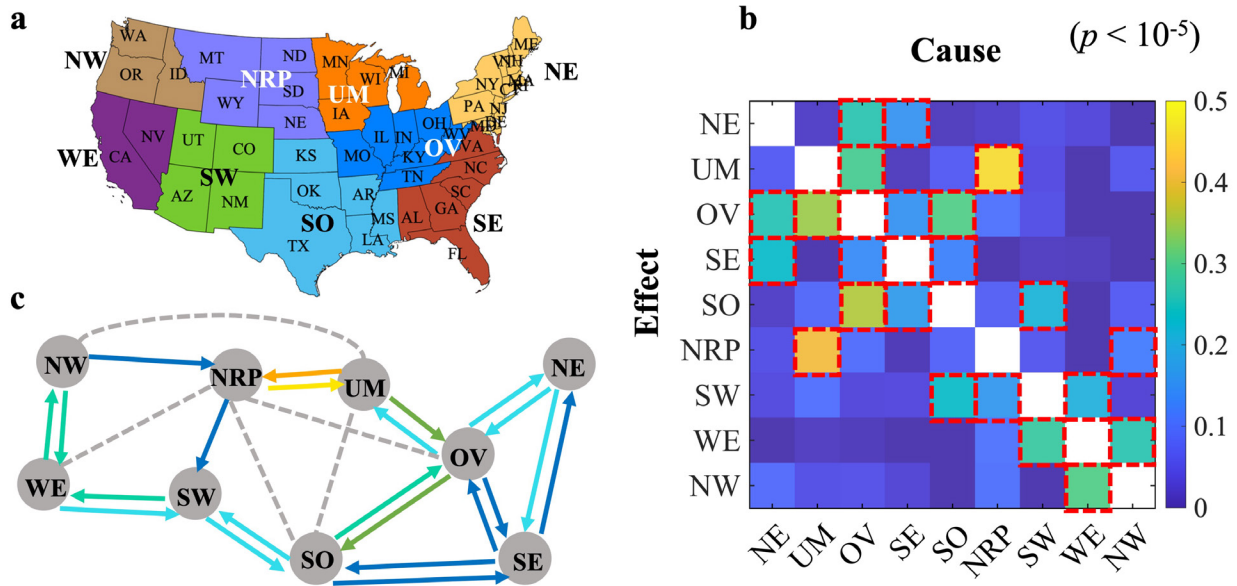 a
WA
MT
ND
MN
ME
NW
OR
ID
NRP
WI
MI
NH
NE
WY
SD
UM
NY
MA
NE
IA
PA
NJ
NV
UT
CO
IL
IN
OH
WV
MD
DE
VA
WE
CA
KS
MO
KY
OV
SW
TN
NC
AZ
NM
OK
AR
SC
SO
MS
AL
GA
SE
TX
LA
FL
b
Cause
(p < 10-5)
Effect
NE
UM
OV
SE
SO
NRP
SW
WE
NW
NE
UM
OV
SE
SO
NRP
SW
WE
NW
0.5
0.4
0.3
0.2
0.1
0
c
NW
NRP
UM
NE
OV
WE
SW
SO
SE